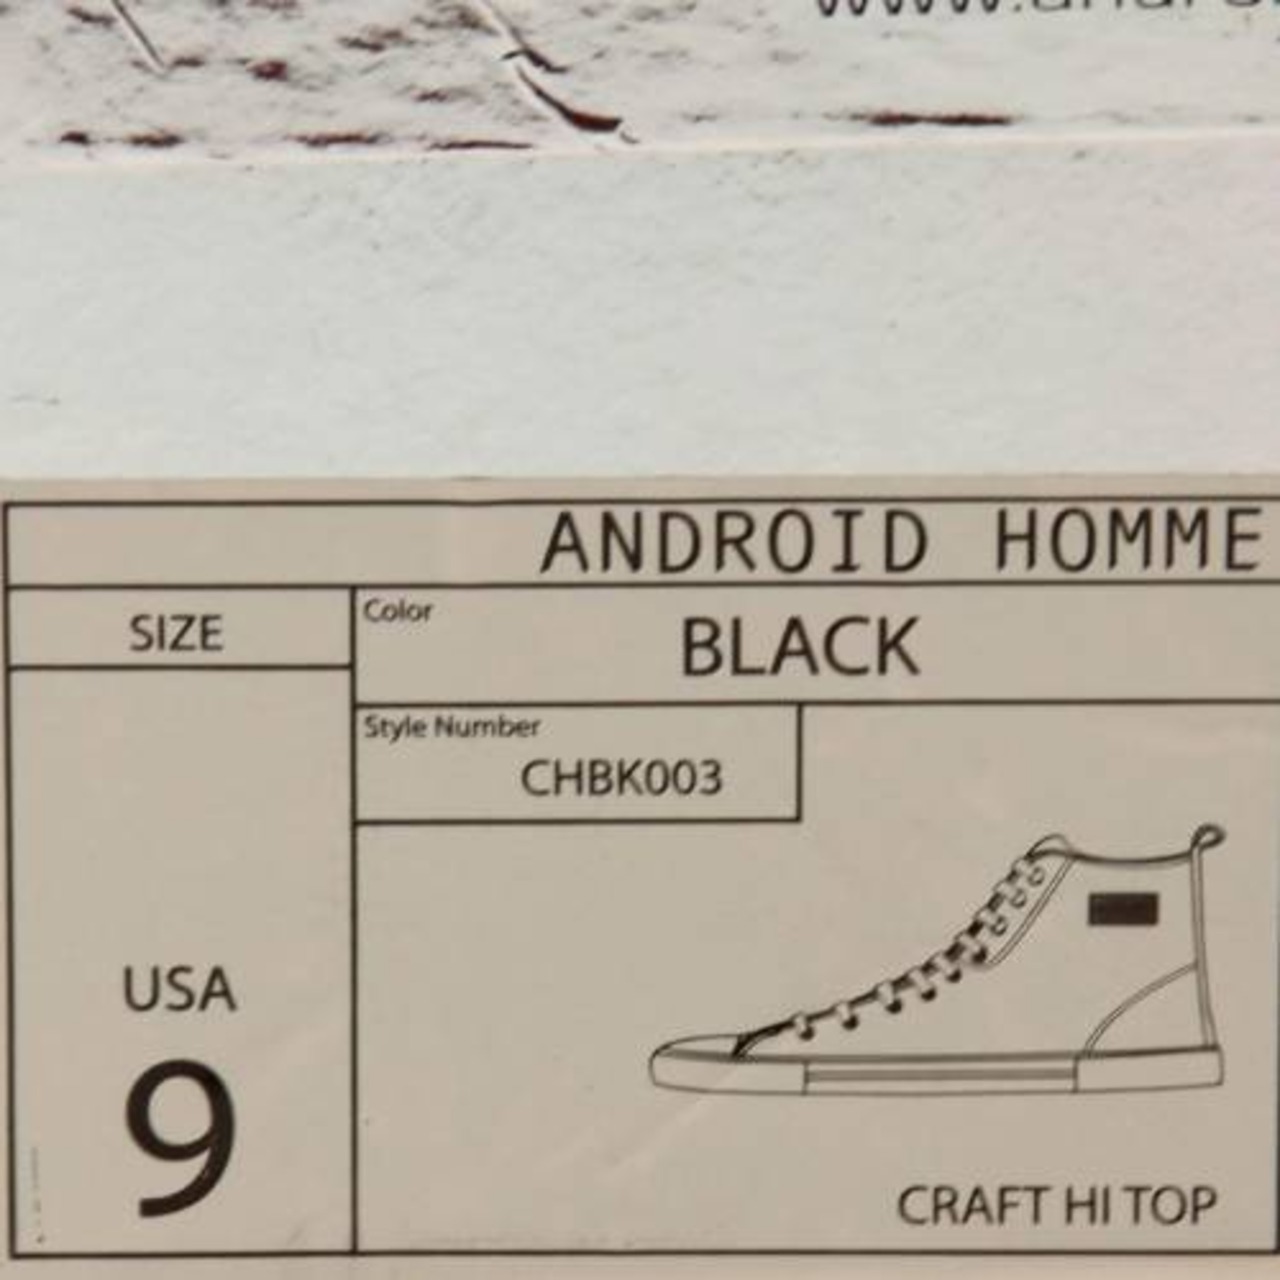 ANDROID HOMME
SIZE
Color
BLACK
Style Number
CHBK003
USA
9
CRAFT HI TOP